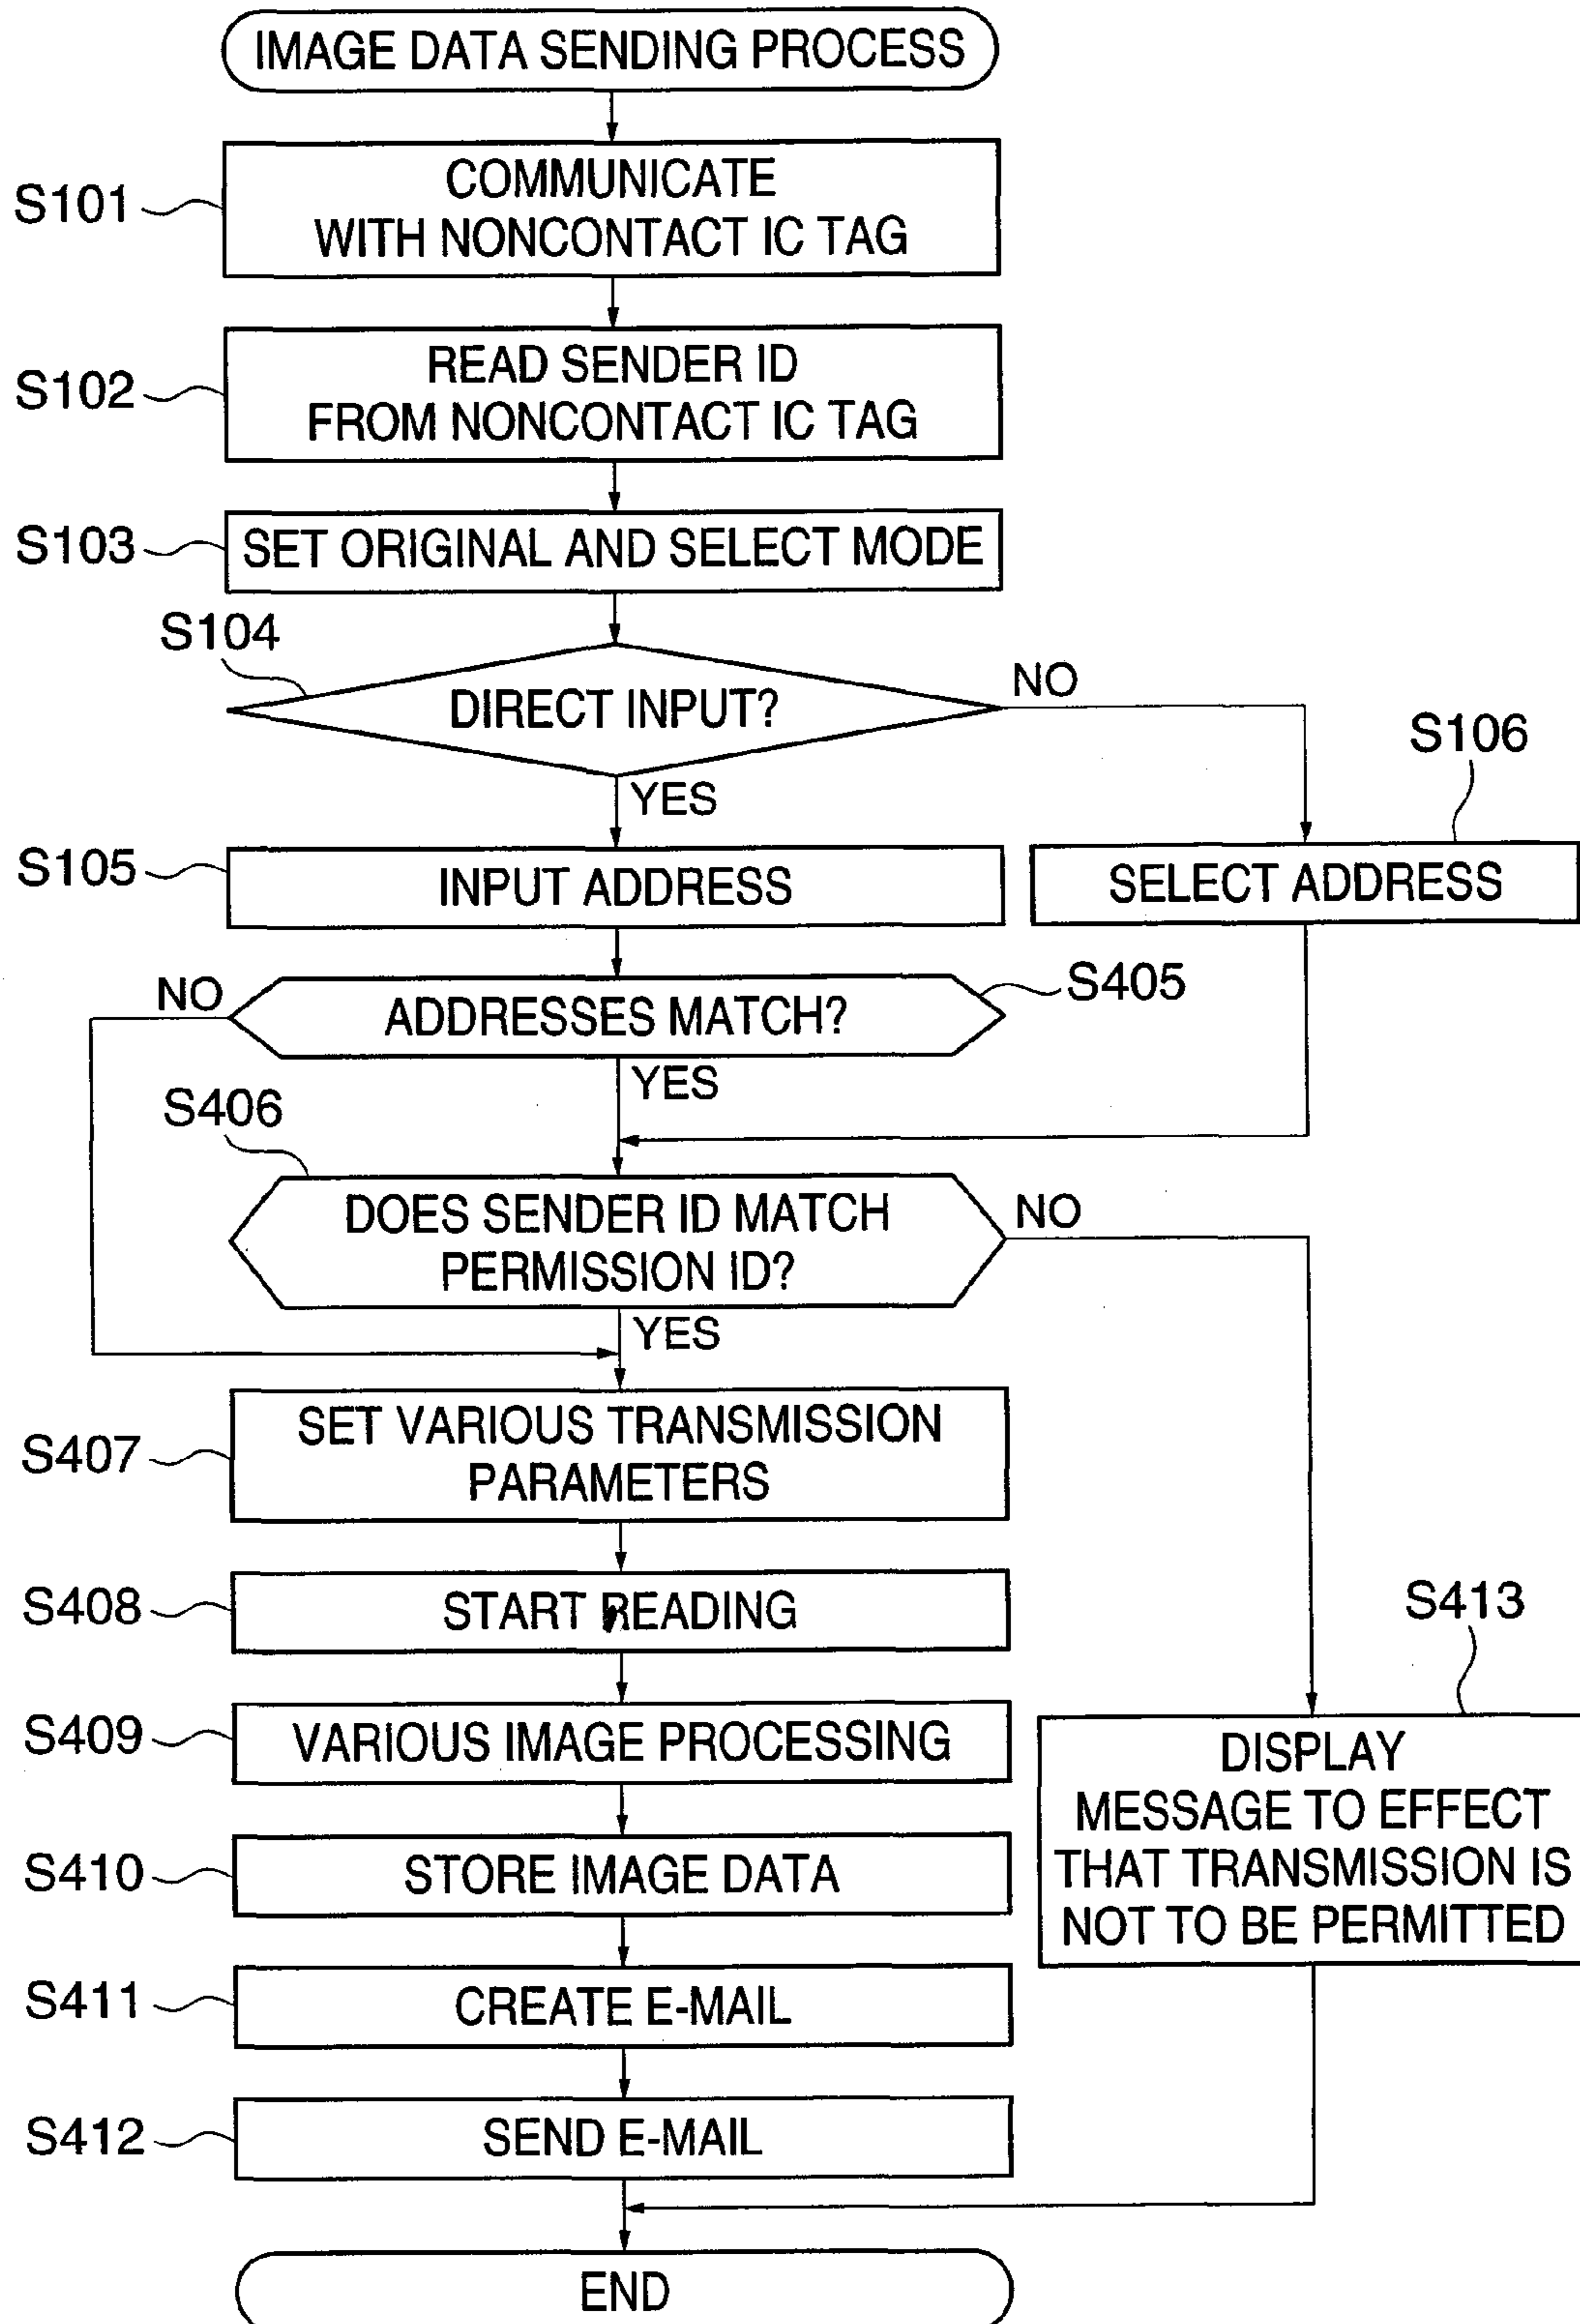 IMAGE DATA SENDING PROCESS
S101
COMMUNICATE
WITH NONCONTACT IC TAG
S102
READ SENDER ID
FROM NONCONTACT IC TAG
S103
SET ORIGINAL AND SELECT MODE
S104
DIRECT INPUT?
NO
YES
S106
SELECT ADDRESS
S105
INPUT ADDRESS
S405
ADDRESSES MATCH?
NO
YES
S406
DOES SENDER ID MATCH
PERMISSION ID?
NO
YES
S407
SET VARIOUS TRANSMISSION
PARAMETERS
S408
START READING
S409
VARIOUS IMAGE PROCESSING
S413
DISPLAY
MESSAGE TO EFFECT
THAT TRANSMISSION IS
NOT TO BE PERMITTED
S410
STORE IMAGE DATA
S411
CREATE E-MAIL
S412
SEND E-MAIL
END